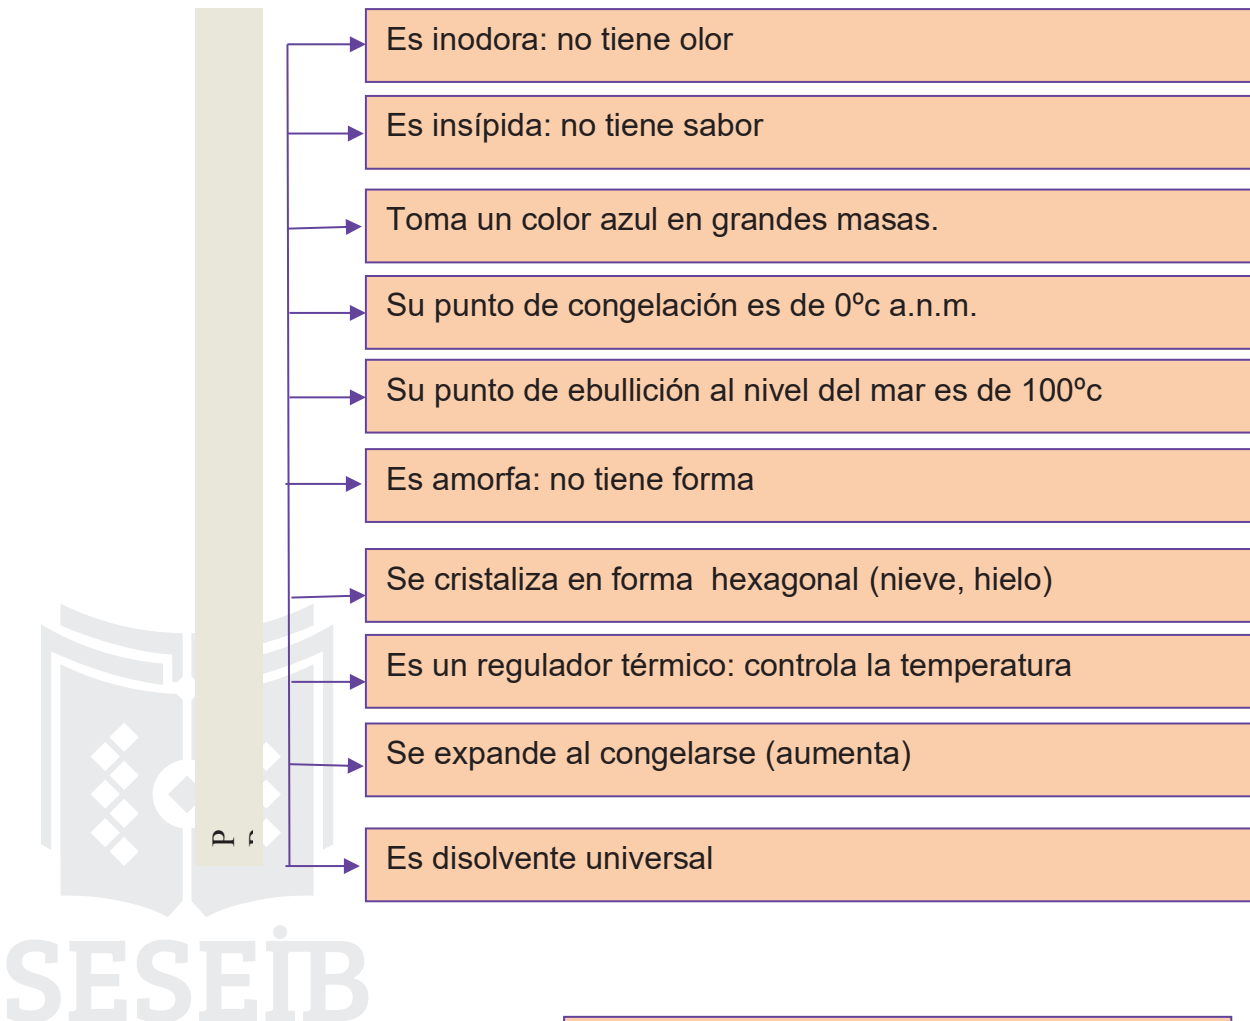 Es inodora: no tiene olor
Es insípida: no tiene sabor
Toma un color azul en grandes masas.
Su punto de congelación es de 0ºc a.n.m.
Su punto de ebullición al nivel del mar es de 100ºc
Es amorfa: no tiene forma
Se cristaliza en forma hexagonal (nieve, hielo)
Es un regulador térmico: controla la temperatura
Se expande al congelarse (aumenta)
P
Es disolvente universal
SESEİB